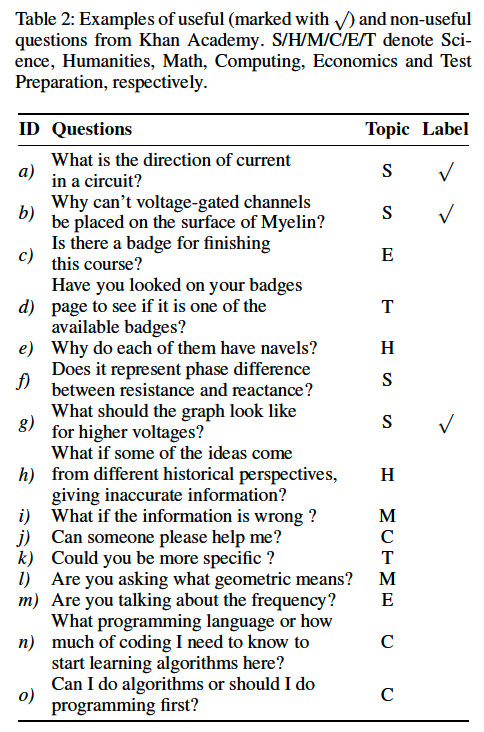 Table 2: Examples of useful (marked with √) and non-useful
questions from Khan Academy. S/H/M/C/E/T denote Sci-
ence, Humanities, Math, Computing, Economics and Test
Preparation, respectively.
ID Questions Topic Label
a) What is the direction of current
in a circuit? S √
b) Why can't voltage-gated channels
be placed on the surface of Myelin? S √
c) Is there a badge for finishing
this course? E
Have you looked on your badges
d) page to see if it is one of the T
available badges?
e) Why do each of them have navels? H
f) Does it represent phase difference
between resistance and reactance? S
g) What should the graph look like
for higher voltages? S √
What if some of the ideas come
h) from different historical perspectives, H
giving inaccurate information?
i) What if the information is wrong ? M
j) Can someone please help me? C
k) Could you be more specific ? T
l) Are you asking what geometric means? M
m) Are you talking about the frequency? E
What programming language or how
n) much of coding I need to know to C
start learning algorithms here?
o) Can I do algorithms or should I do
programming first? C